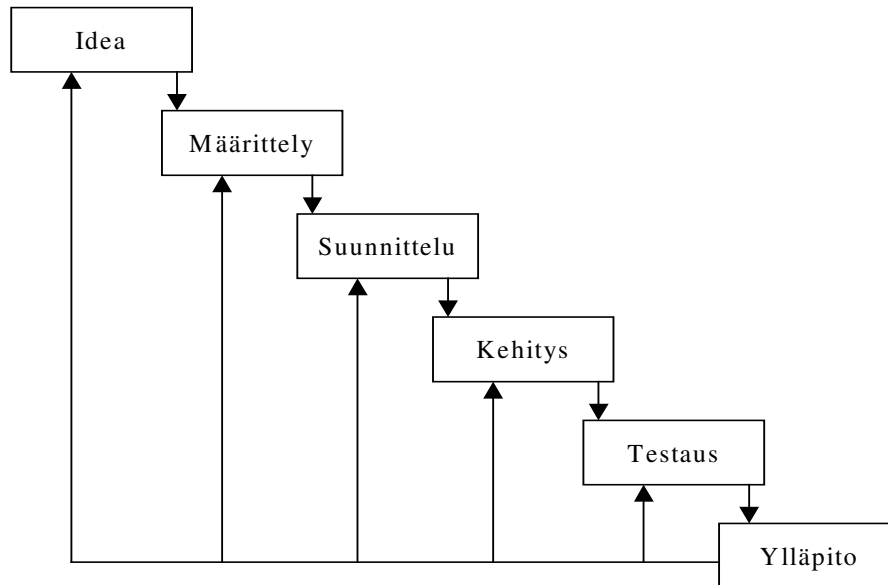 Idea
Määrittely
Suunnittelu
Kehitys
Testaus
Ylläpito